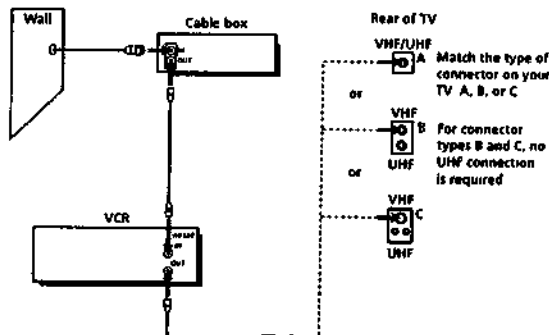 Wall
Cable box
IN
OUT
VCR
IN
OUT
Rear of TV
VHF/UHF
A
Match the type of
connector on your
TV A, B, or C
or
VHF
B
UHF
For connector
types B and C, no
UHF connection
is required
or
VHF
C
UHF